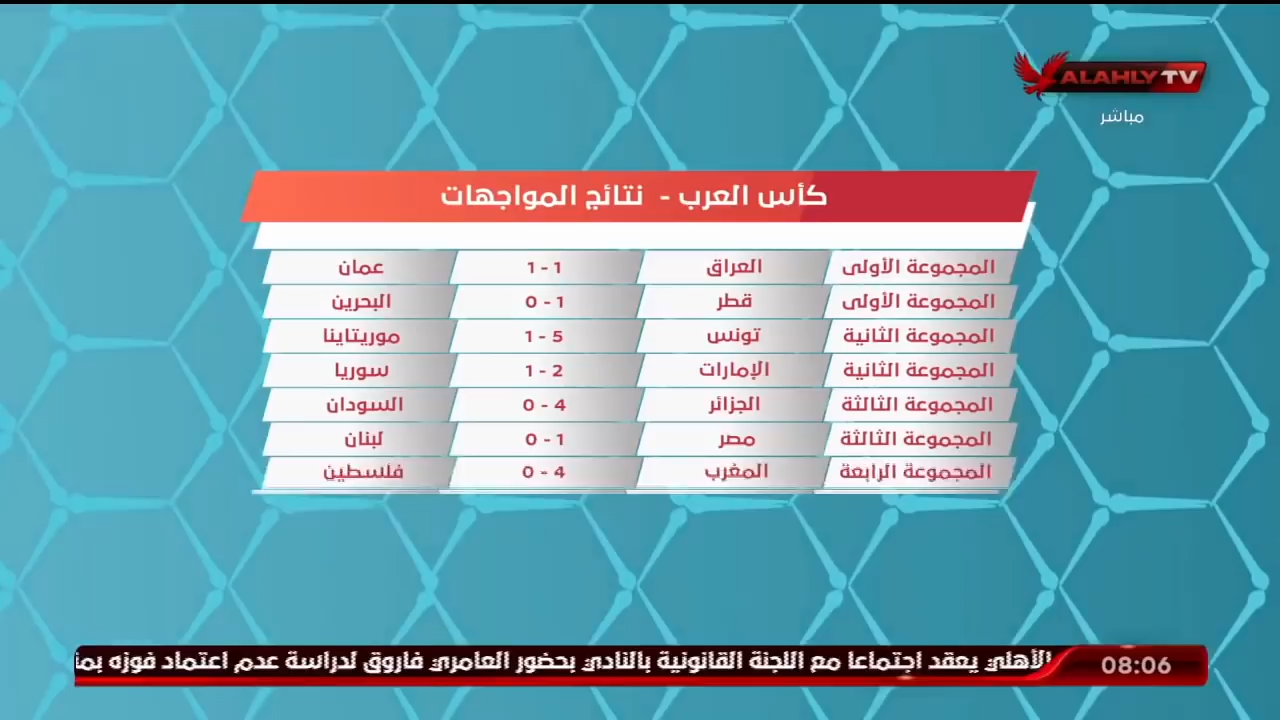 ALAHLY TV
مباشر
كأس العرب - نتائج المواجهات
المجموعة الأولى العراق 1 - 1 عمان
المجموعة الأولى قطر 1 - 0 البحرين
المجموعة الثانية تونس 5 - 1 موريتاينا
المجموعة الثانية الإمارات 2 - 1 سوريا
المجموعة الثالثة الجزائر 4 - 0 السودان
المجموعة الثالثة مصر 1 - 0 لبنان
المجموعة الرابعة المغرب 4 - 0 فلسطين
08:06 الأهلي يعقد اجتماعا مع اللجنة القانونية بالنادي بحضور العامري فاروق لدراسة عدم اعتماد فوزه